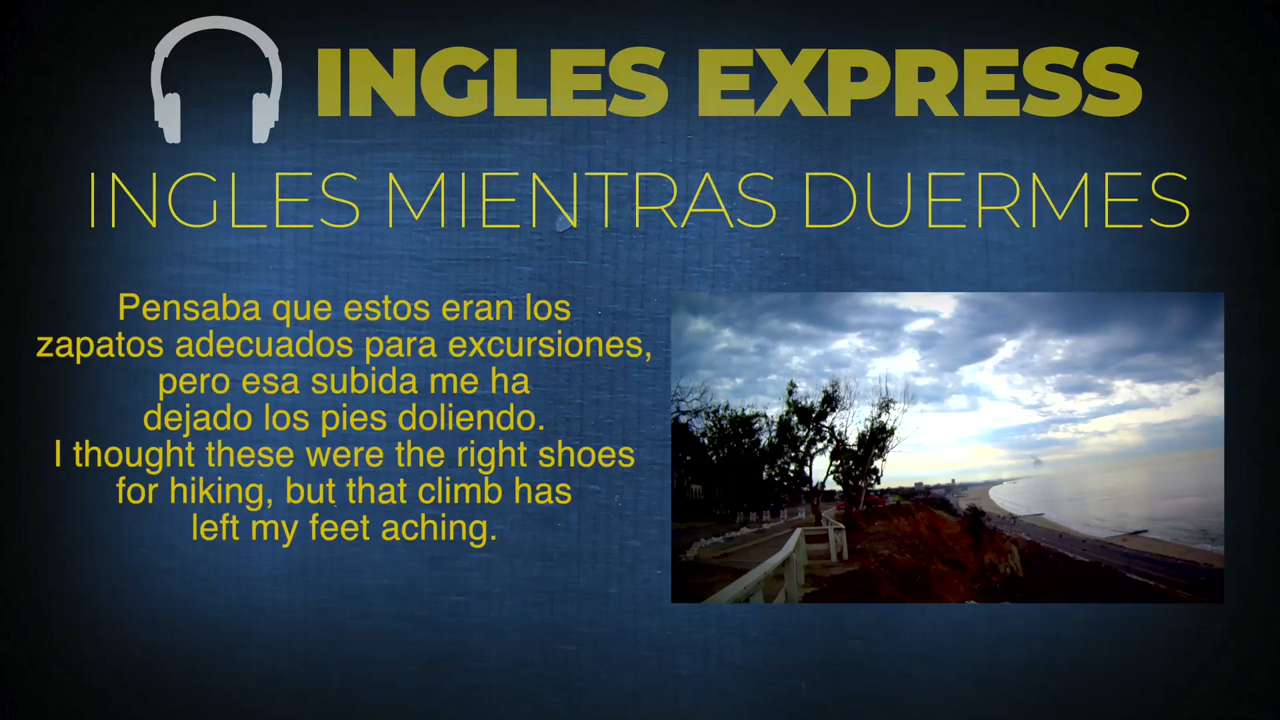 INGLES EXPRESS
INGLES MIENTRAS DUERMES
Pensaba que estos eran los
zapatos adecuados para excursiones,
pero esa subida me ha
dejado los pies doliendo.
I thought these were the right shoes
for hiking, but that climb has
left my feet aching.